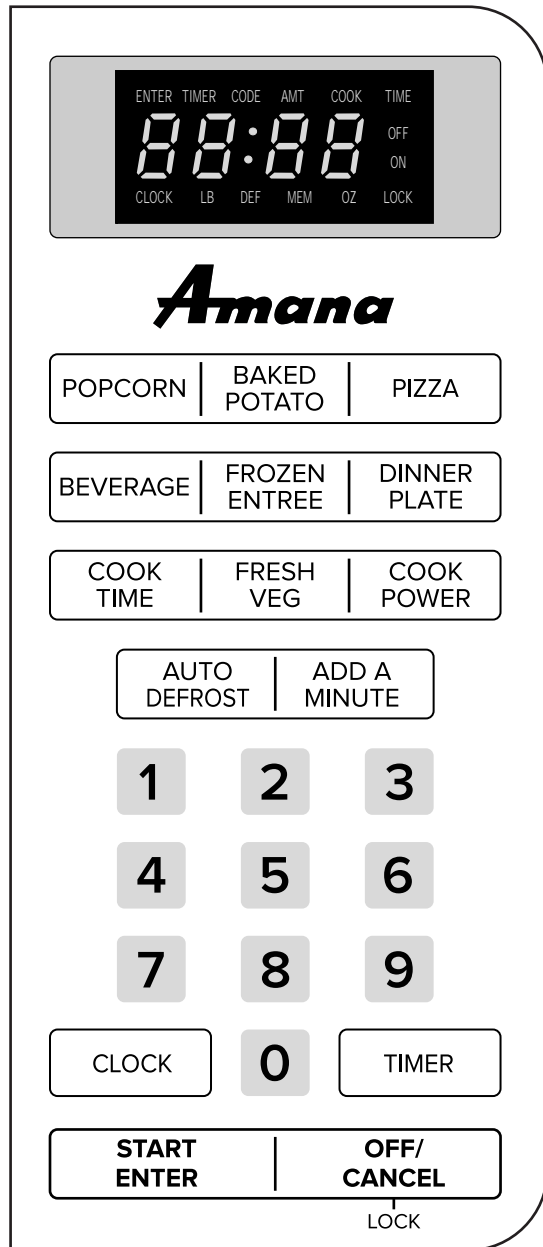 ENTER TIMER CODE AMT COOK TIME
88:88 OFF
ON
CLOCK LB DEF MEM OZ LOCK
Amana
POPCORN
BAKED
POTATO
PIZZA
BEVERAGE
FROZEN
ENTREE
DINNER
PLATE
COOK
TIME
FRESH
VEG
COOK
POWER
AUTO
DEFROST
ADD A
MINUTE
1 2 3
4 5 6
7 8 9
CLOCK 0 TIMER
START
ENTER
OFF/
CANCEL
LOCK